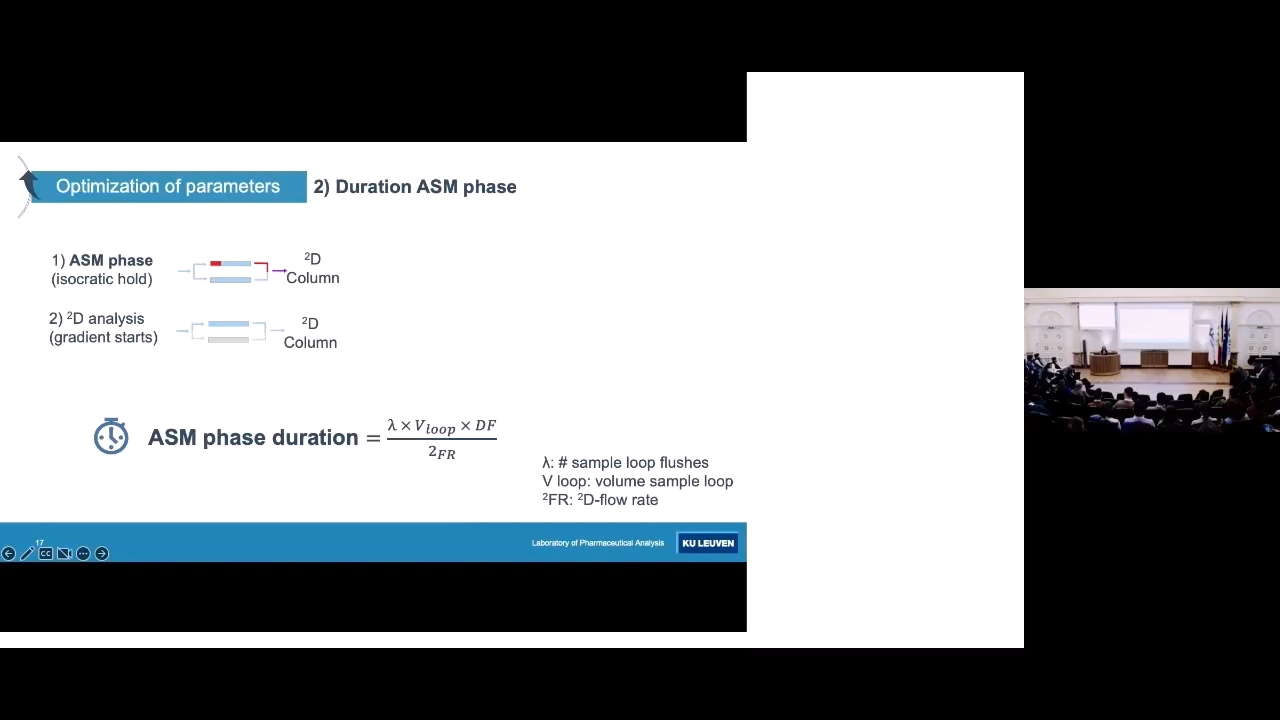 Optimization of parameters
2) Duration ASM phase
1) ASM phase
(isocratic hold)
²D
Column
2) ²D analysis
(gradient starts)
²D
Column
ASM phase duration = λ × V_loop × DF / 2_FR
λ: # sample loop flushes
V loop: volume sample loop
²FR: ²D-flow rate
17
CC
Laboratory of Pharmaceutical Analysis
KU LEUVEN